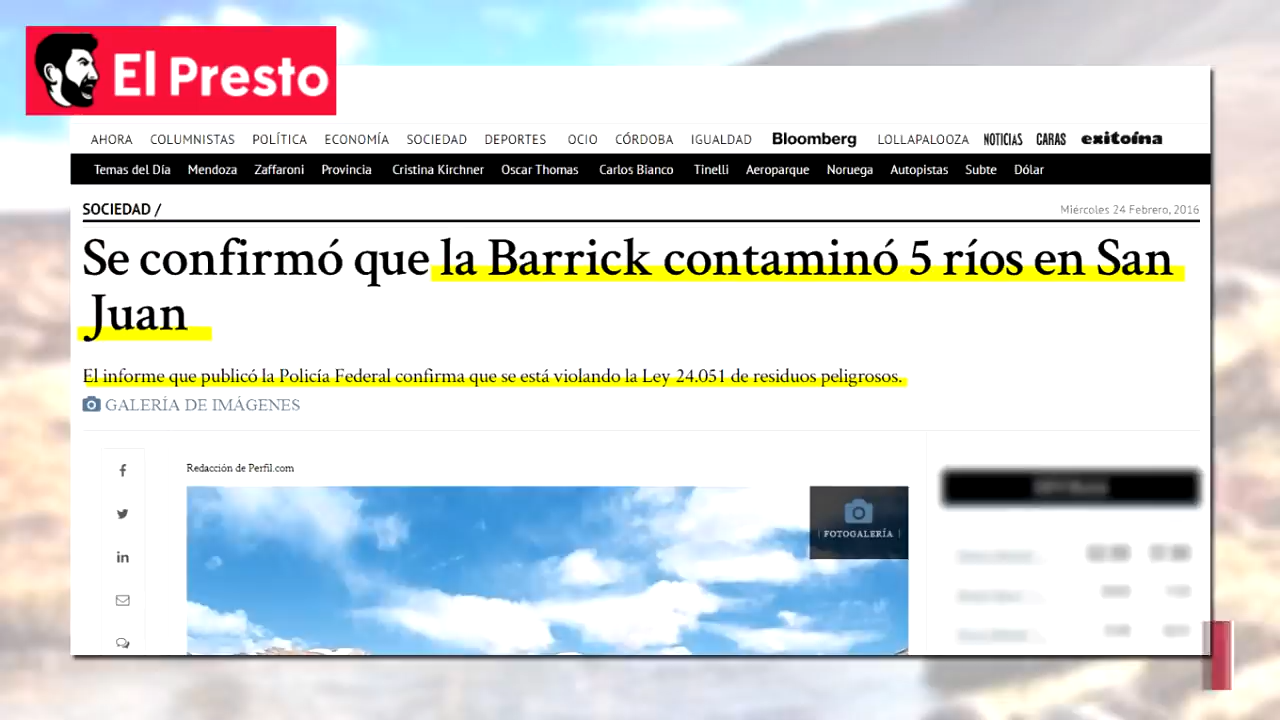 El Presto
AHORA COLUMNISTAS POLÍTICA ECONOMÍA SOCIEDAD DEPORTES OCIO CÓRDOBA IGUALDAD Bloomberg LOLLAPALOOZA NOTICIAS CARAS exitoína
Temas del Día Mendoza Zaffaroni Provincia Cristina Kirchner Oscar Thomas Carlos Bianco Tinelli Aeroparque Noruega Autopistas Subte Dólar
SOCIEDAD / Miércoles 24 Febrero, 2016
Se confirmó que la Barrick contaminó 5 ríos en San
Juan
El informe que publicó la Policía Federal confirma que se está violando la Ley 24.051 de residuos peligrosos.
GALERÍA DE IMÁGENES
Redacción de Perfil.com
| FOTOGALERÍA |